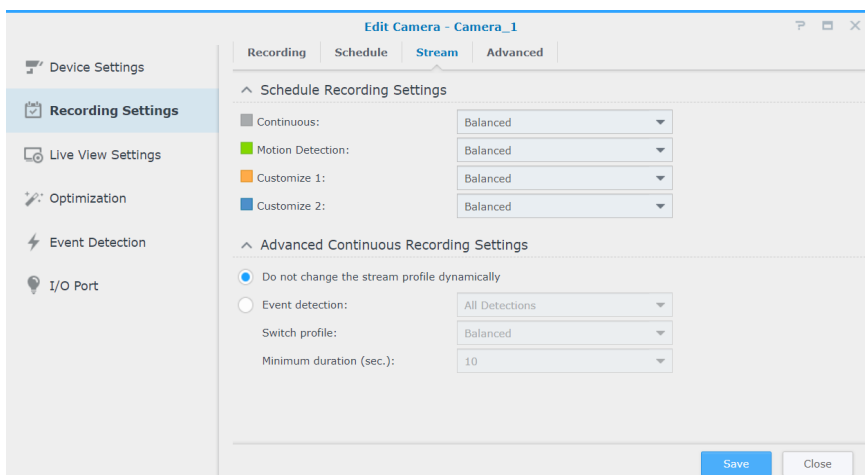 Edit Camera - Camera_1
Device Settings
Recording Settings
Live View Settings
Optimization
Event Detection
I/O Port
Recording Schedule Stream Advanced
Schedule Recording Settings
Continuous: Balanced
Motion Detection: Balanced
Customize 1: Balanced
Customize 2: Balanced
Advanced Continuous Recording Settings
Do not change the stream profile dynamically
Event detection: All Detections
Switch profile: Balanced
Minimum duration (sec.): 10
Save Close